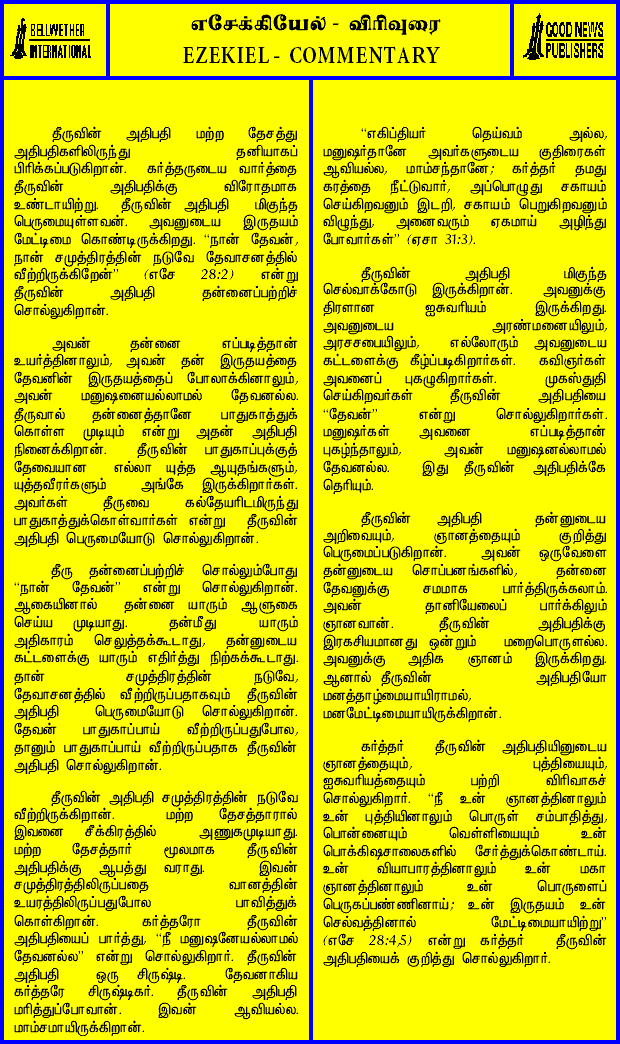 BELLWETHER
INTERNATIONAL
எசேக்கியேல் - விரிவுரை
EZEKIEL - COMMENTARY
GOOD NEWS
PUBLISHERS
தீருவின் அதிபதி மற்ற தேசத்து
அதிபதிகளிலிருந்து தனியாகப்
பிரிக்கப்படுகிறான். கர்த்தருடைய வார்த்தை
தீருவின் அதிபதிக்கு விரோதமாக
உண்டாயிற்று. தீருவின் அதிபதி மிகுந்த
பெருமையுள்ளவன். அவனுடைய இருதயம்
மேட்டிமை கொண்டிருக்கிறது. “நான் தேவன்,
நான் சமுத்திரத்தின் நடுவே தேவாசனத்தில்
வீற்றிருக்கிறேன்” (எசே 28:2) என்று
தீருவின் அதிபதி தன்னைப்பற்றிச்
சொல்லுகிறான்.
அவன் தன்னை எப்படித்தான்
உயர்த்தினாலும், அவன் தன் இருதயத்தை
தேவனின் இருதயத்தைப் போலாக்கினாலும்,
அவன் மனுஷனையல்லாமல் தேவனல்ல.
தீருவால் தன்னைத்தானே பாதுகாத்துக்
கொள்ள முடியும் என்று அதன் அதிபதி
நினைக்கிறான். தீருவின் பாதுகாப்புக்குத்
தேவையான எல்லா யுத்த ஆயுதங்களும்,
யுத்தவீரர்களும் அங்கே இருக்கிறார்கள்.
அவர்கள் தீருவை கல்தேயரிடமிருந்து
பாதுகாத்துக்கொள்வார்கள் என்று தீருவின்
அதிபதி பெருமையோடு சொல்லுகிறான்.
தீரு தன்னைப்பற்றிச் சொல்லும்போது
“நான் தேவன்” என்று சொல்லுகிறான்.
ஆகையினால் தன்னை யாரும் ஆளுகை
செய்ய முடியாது. தன்மீது யாரும்
அதிகாரம் செலுத்தக்கூடாது, தன்னுடைய
கட்டளைக்கு யாரும் எதிர்த்து நிற்கக்கூடாது.
தான் சமுத்திரத்தின் நடுவே,
தேவாசனத்தில் வீற்றிருப்பதாகவும் தீருவின்
அதிபதி பெருமையோடு சொல்லுகிறான்.
தேவன் பாதுகாப்பாய் வீற்றிருப்பதுபோல,
தானும் பாதுகாப்பாய் வீற்றிருப்பதாக தீருவின்
அதிபதி சொல்லுகிறான்.
தீருவின் அதிபதி சமுத்திரத்தின் நடுவே
வீற்றிருக்கிறான். மற்ற தேசத்தாரால்
இவனை சீக்கிரத்தில் அணுகமுடியாது.
மற்ற தேசத்தார் மூலமாக தீருவின்
அதிபதிக்கு ஆபத்து வராது. இவன்
சமுத்திரத்திலிருப்பதை வானத்தின்
உயரத்திலிருப்பதுபோல பாவித்துக்
கொள்கிறான். கர்த்தரோ தீருவின்
அதிபதியைப் பார்த்து, “நீ மனுஷனேயல்லாமல்
தேவனல்ல” என்று சொல்லுகிறார். தீருவின்
அதிபதி ஒரு சிருஷ்டி. தேவனாகிய
கர்த்தரே சிருஷ்டிகர். தீருவின் அதிபதி
மரித்துப்போவான். இவன் ஆவியல்ல.
மாம்சமாயிருக்கிறான்.
“எகிப்தியர் தெய்வம் அல்ல,
மனுஷர்தானே அவர்களுடைய குதிரைகள்
ஆவியல்ல, மாம்சந்தானே; கர்த்தர் தமது
கரத்தை நீட்டுவார், அப்பொழுது சகாயம்
செய்கிறவனும் இடறி, சகாயம் பெறுகிறவனும்
விழுந்து, அனைவரும் ஏகமாய் அழிந்து
போவார்கள்” (ஏசா 31:3).
தீருவின் அதிபதி மிகுந்த
செல்வாக்கோடு இருக்கிறான். அவனுக்கு
திரளான ஐசுவரியம் இருக்கிறது.
அவனுடைய அரண்மனையிலும்,
அரசசபையிலும், எல்லோரும் அவனுடைய
கட்டளைக்கு கீழ்ப்படிகிறார்கள். கவிஞர்கள்
அவனைப் புகழுகிறார்கள். முகஸ்துதி
செய்கிறவர்கள் தீருவின் அதிபதியை
“தேவன்” என்று சொல்லுகிறார்கள்.
மனுஷர்கள் அவனை எப்படித்தான்
புகழ்ந்தாலும், அவன் மனுஷனல்லாமல்
தேவனல்ல. இது தீருவின் அதிபதிக்கே
தெரியும்.
தீருவின் அதிபதி தன்னுடைய
அறிவையும், ஞானத்தையும் குறித்து
பெருமைப்படுகிறான். அவன் ஒருவேளை
தன்னுடைய சொப்பனங்களில், தன்னை
தேவனுக்கு சமமாக பார்த்திருக்கலாம்.
அவன் தானியேலைப் பார்க்கிலும்
ஞானவான். தீருவின் அதிபதிக்கு
இரகசியமானது ஒன்றும் மறைபொருளல்ல.
அவனுக்கு அதிக ஞானம் இருக்கிறது.
ஆனால் தீருவின் அதிபதியோ
மனத்தாழ்மையாயிராமல்,
மனமேட்டிமையாயிருக்கிறான்.
கர்த்தர் தீருவின் அதிபதியினுடைய
ஞானத்தையும், புத்தியையும்,
ஐசுவரியத்தையும் பற்றி விரிவாகச்
சொல்லுகிறார். “நீ உன் ஞானத்தினாலும்
உன் புத்தியினாலும் பொருள் சம்பாதித்து,
பொன்னையும் வெள்ளியையும் உன்
பொக்கிஷசாலைகளில் சேர்த்துக்கொண்டாய்.
உன் வியாபாரத்தினாலும் உன் மகா
ஞானத்தினாலும் உன் பொருளைப்
பெருகப்பண்ணினாய்; உன் இருதயம் உன்
செல்வத்தினால் மேட்டிமையாயிற்று”
(எசே 28:4,5) என்று கர்த்தர் தீருவின்
அதிபதியைக் குறித்து சொல்லுகிறார்.